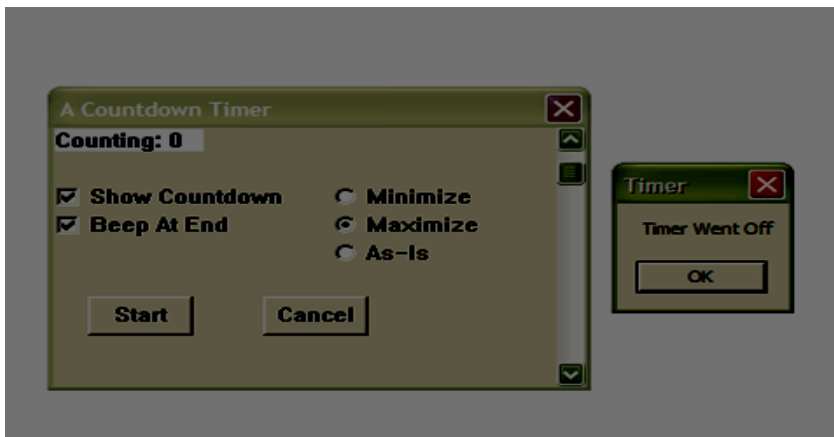 A Countdown Timer
Counting: 0
Show Countdown
Minimize
Beep At End
Maximize
As-Is
Start
Cancel
Timer
Timer Went Off
OK